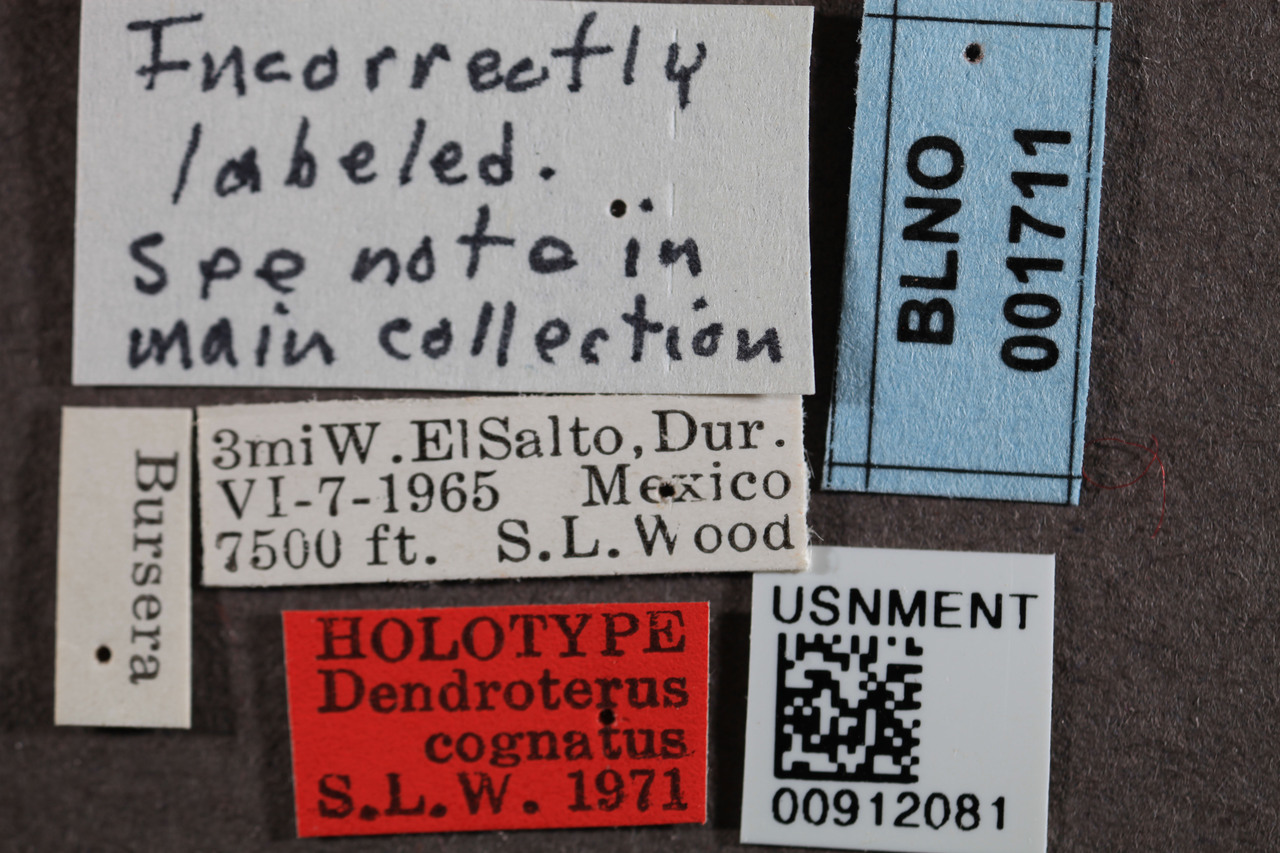 Incorrectly
labeled.
spe note in
main collection
BLNO
001711
Bursera
3miW.ElSalto,Dur.
VI-7-1965 Mexico
7500 ft. S.L.Wood
HOLOTYPE
Dendroterus
cognatus
S.L.W. 1971
USNMENT
00912081